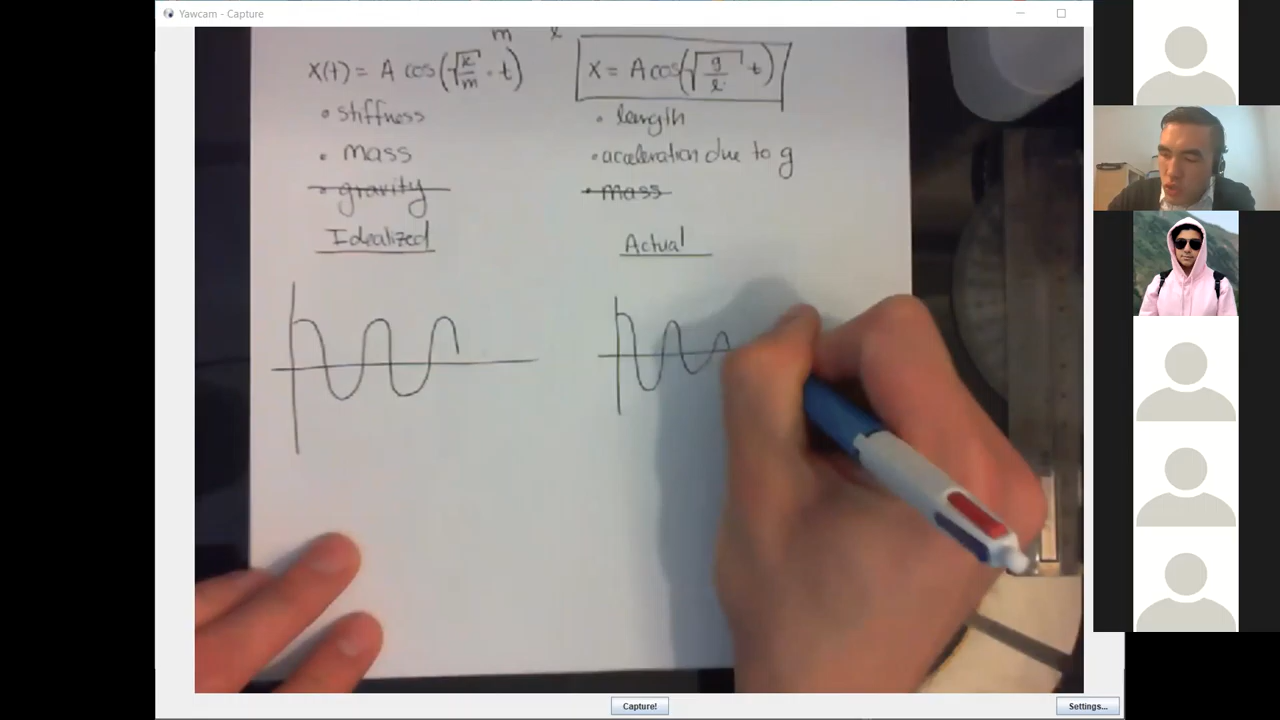 Yawcam - Capture
m
l
X(t) = A cos(√k/m · t)
• stiffness
• mass
• gravity
Idealized
X = A cos(√g/l t)
• length
• acceleration due to g
• mass
Actual
Capture!
Settings...